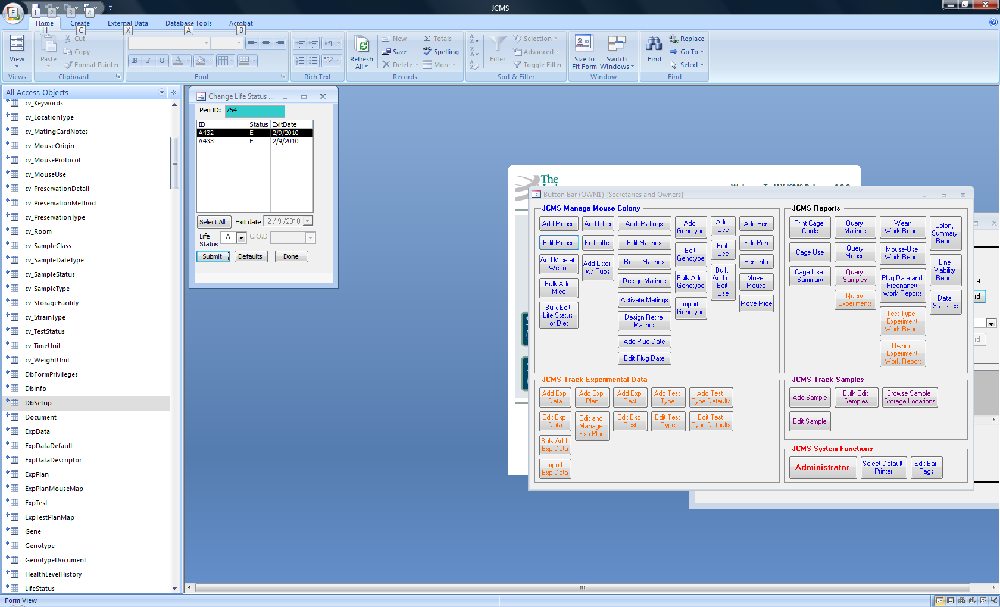 JCMS
1
2
3
4
F
Home
Create
External Data
Database Tools
Acrobat
H
C
X
A
B
View
Views
Paste
Cut
Copy
Format Painter
Clipboard
B I U
A
Font
Rich Text
Refresh
All
New
Save
Delete
Totals
Spelling
More
Records
Filter
Selection
Advanced
Toggle Filter
Sort & Filter
Size to
Fit Form
Switch
Windows
Window
Find
Replace
Go To
Select
Find
All Access Objects
cv_Keywords
cv_LocationType
cv_MatingCardNotes
cv_MouseOrigin
cv_MouseProtocol
cv_MouseUse
cv_PreservationDetail
cv_PreservationMethod
cv_PreservationType
cv_Room
cv_SampleClass
cv_SampleDateType
cv_SampleStatus
cv_SampleType
cv_StorageFacility
cv_StrainType
cv_TestStatus
cv_TimeUnit
cv_WeightUnit
DbFormPrivileges
Dbinfo
DbSetup
Document
ExpData
ExpDataDefault
ExpDataDescriptor
ExpPlan
ExpPlanMouseMap
ExpTest
ExpTestPlanMap
Gene
Genotype
GenotypeDocument
HealthLevelHistory
LifeStatus
Change Life Status ...
Pen ID: 754
ID Status ExitDate
A432 E 2/9/2010
A433 E 2/9/2010
Select All Exit date 2 / 9 /2010
Life
Status A C.O.D
Submit Defaults Done
The
Button Bar (OWN1) {Secretaries and Owners}
JCMS Manage Mouse Colony
Add Mouse
Edit Mouse
Add Mice at
Wean
Bulk Add
Mice
Bulk Edit
Life Status
or Diet
Add Litter
Edit Litter
Add Litter
w/ Pups
Add Matings
Edit Matings
Retire Matings
Design Matings
Activate Matings
Design Retire
Matings
Add Plug Date
Edit Plug Date
Add
Genotype
Edit
Genotype
Bulk Add
Genotype
Import
Genotype
Add
Use
Edit
Use
Bulk
Add or
Edit
Use
Add Pen
Edit Pen
Pen Info
Move
Mouse
Move Mice
JCMS Reports
Print Cage
Cards
Cage Use
Cage Use
Summary
Query
Matings
Query
Mouse
Query
Samples
Query
Experiments
Wean
Work Report
Mouse-Use
Work Report
Plug Date and
Pregnancy
Work Reports
Test Type
Experiment
Work Report
Owner
Experiment
Work Report
Colony
Summary
Report
Line
Viability
Report
Data
Statistics
JCMS Track Experimental Data
Add Exp
Data
Edit Exp
Data
Bulk Add
Exp Data
Import
Exp Data
Add Exp
Plan
Edit and
Manage
Exp Plan
Add Exp
Test
Edit Exp
Test
Add Test
Type
Edit Test
Type
Add Test
Type Defaults
Edit Test
Type Defaults
JCMS Track Samples
Add Sample
Bulk Edit
Samples
Browse Sample
Storage Locations
Edit Sample
JCMS System Functions
Administrator
Select Default
Printer
Edit Ear
Tags
ng
rd
rd
Form View